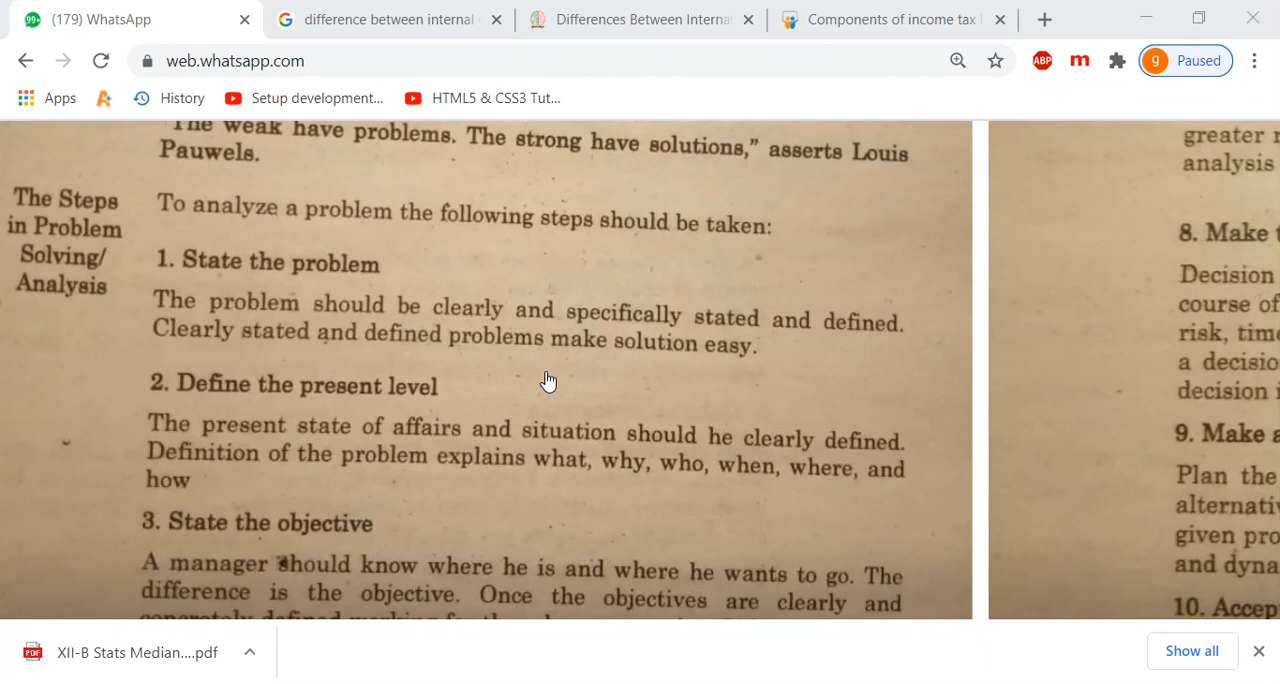 99+ (179) WhatsApp
difference between internal
Differences Between Interna
Components of income tax
web.whatsapp.com
ABP
m
g Paused
Apps
History
Setup development...
HTML5 & CSS3 Tut...
The weak have problems. The strong have solutions,” asserts Louis
Pauwels.
The Steps
in Problem
Solving/
Analysis
To analyze a problem the following steps should be taken:
1. State the problem
The problem should be clearly and specifically stated and defined.
Clearly stated and defined problems make solution easy.
2. Define the present level
The present state of affairs and situation should he clearly defined.
Definition of the problem explains what, why, who, when, where, and
how
3. State the objective
A manager should know where he is and where he wants to go. The
difference is the objective. Once the objectives are clearly and
greater
analysis
8. Make
Decision
course of
risk, time
a decisio
decision
9. Make a
Plan the
alternati
given pro
and dyna
10. Accep
PDF
XII-B Stats Median....pdf
Show all